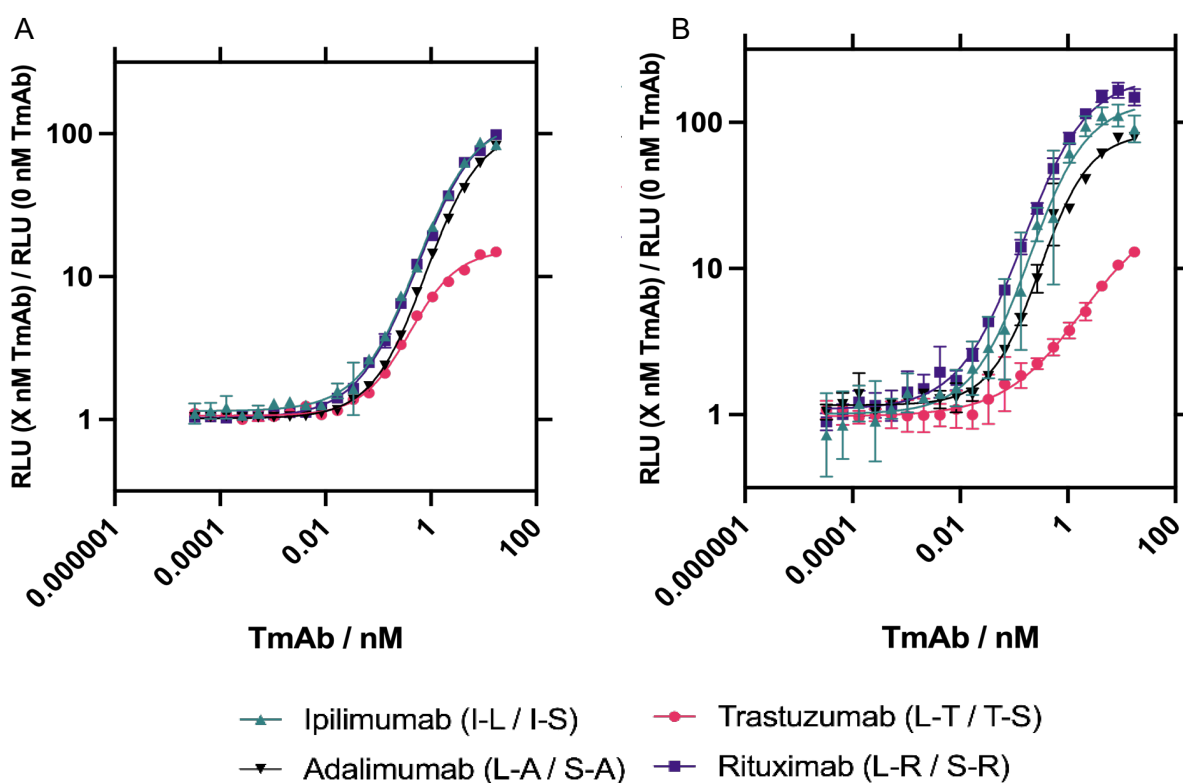 A
RLU (X nM TmAb) / RLU (0 nM TmAb)
100
10
1
0.000001
0.0001
0.01
1
100
TmAb / nM
B
RLU (X nM TmAb) / RLU (0 nM TmAb)
100
10
1
0.000001
0.0001
0.01
1
100
TmAb / nM
Ipilimumab (I-L / I-S)
Trastuzumab (L-T / T-S)
Adalimumab (L-A / S-A)
Rituximab (L-R / S-R)